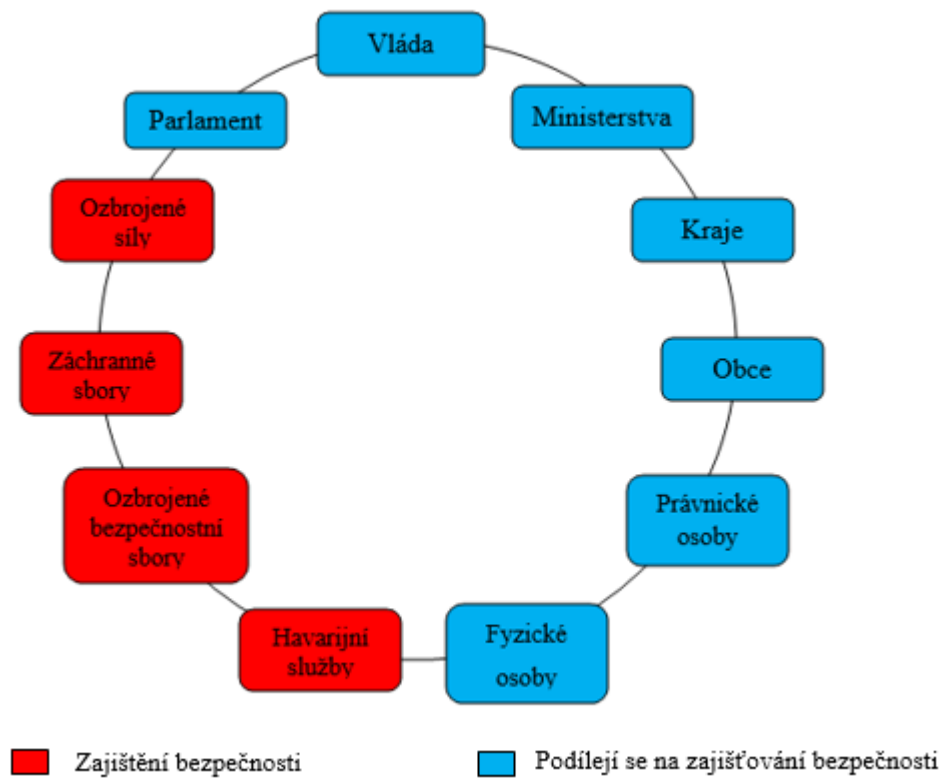 Vláda
Parlament
Ministerstva
Ozbrojené
síly
Kraje
Záchranné
sbory
Obce
Ozbrojené
bezpečnostní
sbory
Právnické
osoby
Havarijní
služby
Fyzické
osoby
Zajištění bezpečnosti
Podílejí se na zajišťování bezpečnosti